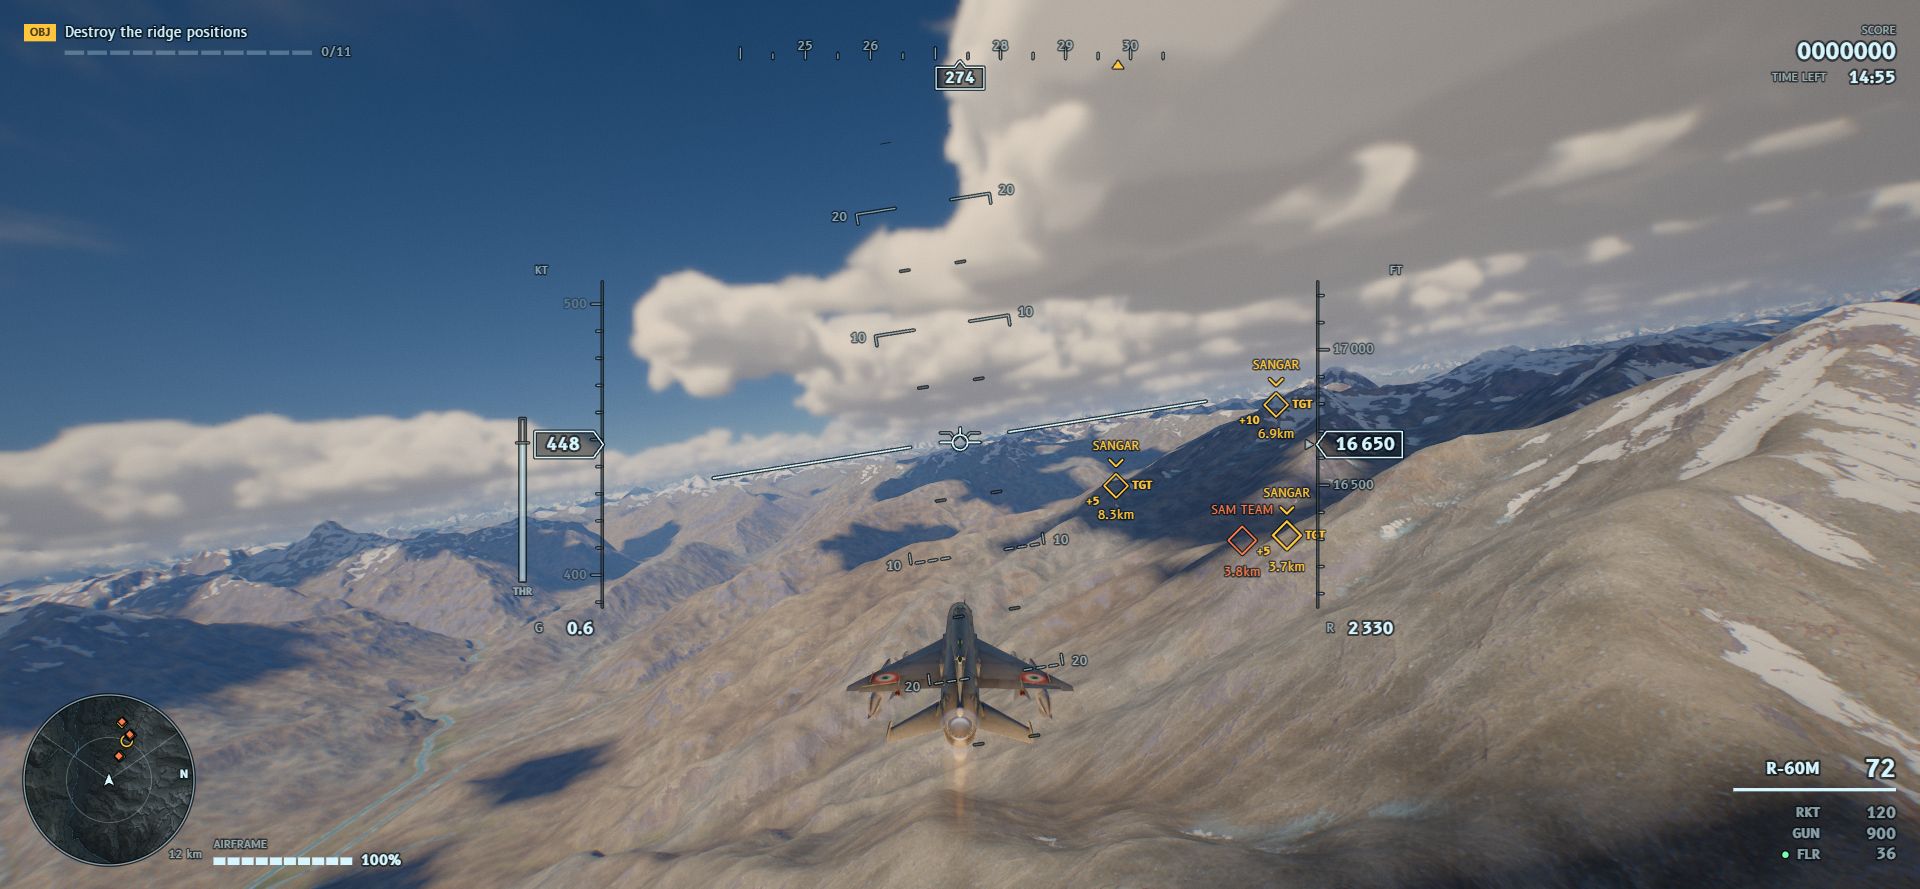 OBJ Destroy the ridge positions
0/11
25 26 28 29 30
274
SCORE
0000000
TIME LEFT 14:55
20 20
KT
FT
500
10 10
17 000
SANGAR
TGT
+10
6.9km
448
16 650
SANGAR
TGT
+5
8.3km
16 500
SANGAR
TGT
+5
3.7km
SAM TEAM
3.8km
400
10 10
THR
G 0.6
R 2 330
20 20
N
12 km
AIRFRAME
100%
R-60M 72
RKT 120
GUN 900
FLR 36